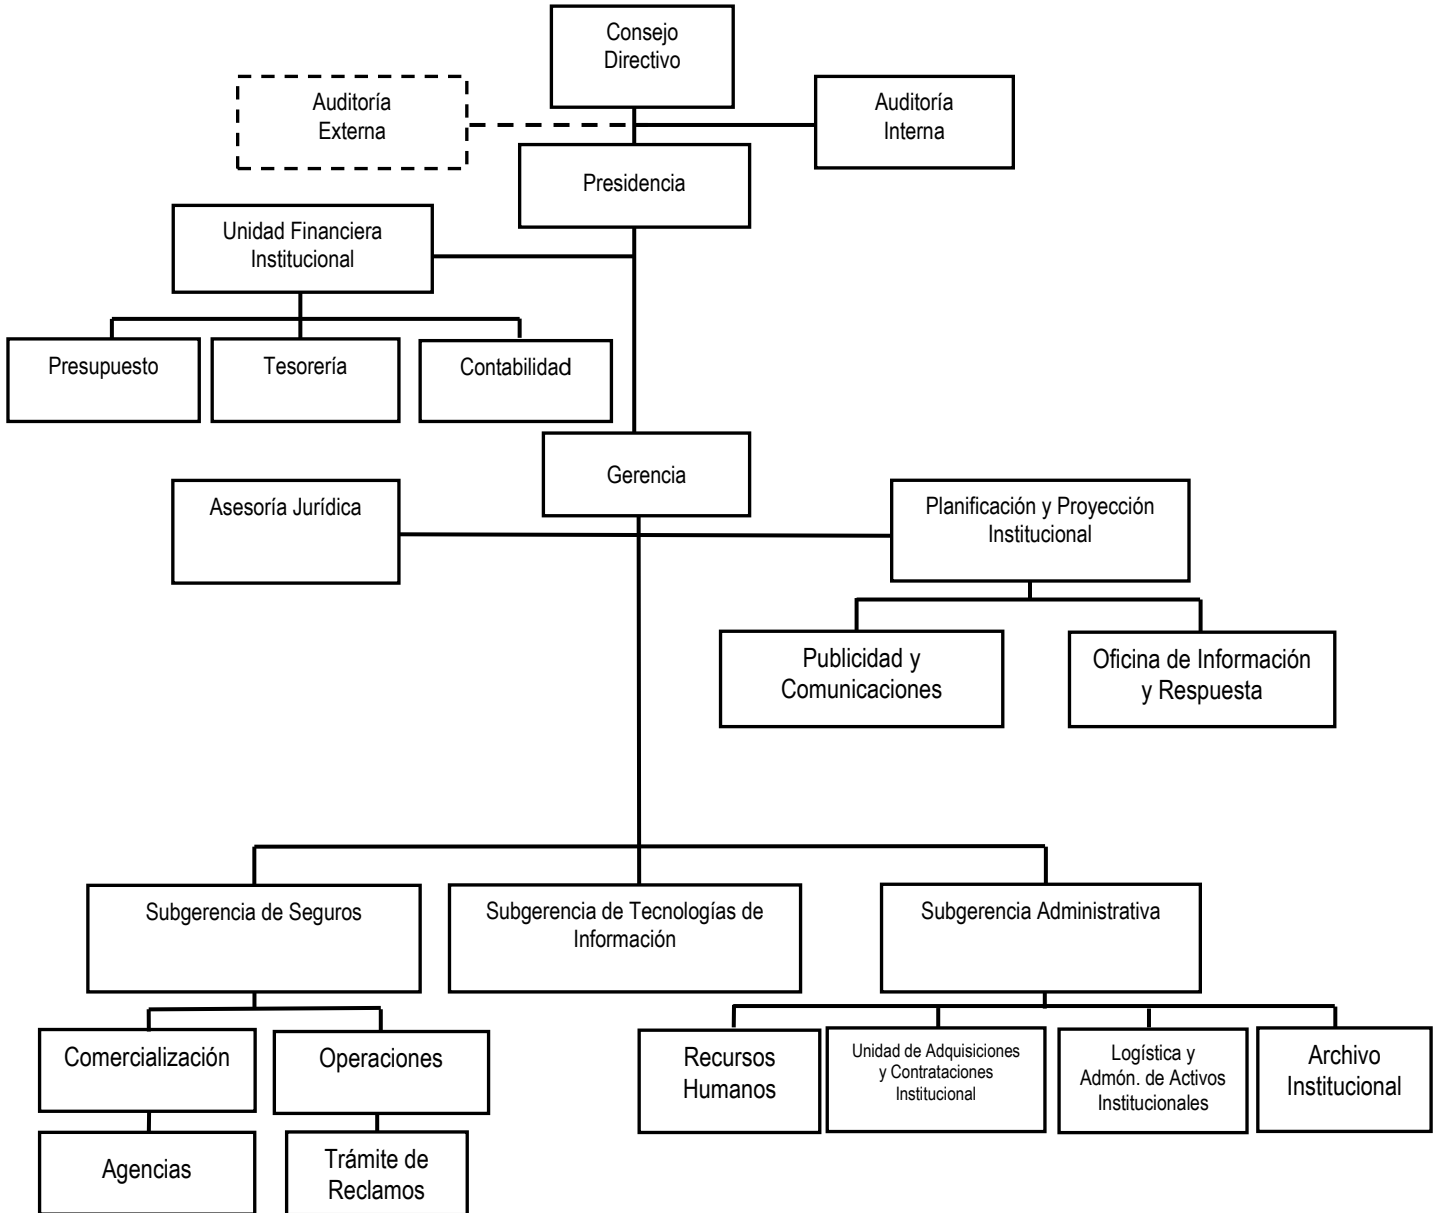 Consejo
Directivo
Auditoría
Externa
Auditoría
Interna
Presidencia
Unidad Financiera
Institucional
Presupuesto
Tesorería
Contabilidad
Gerencia
Asesoría Jurídica
Planificación y Proyección
Institucional
Publicidad y
Comunicaciones
Oficina de Información
y Respuesta
Subgerencia de Seguros
Subgerencia de Tecnologías de
Información
Subgerencia Administrativa
Comercialización
Operaciones
Recursos
Humanos
Unidad de Adquisiciones
y Contrataciones
Institucional
Logística y
Admón. de Activos
Institucionales
Archivo
Institucional
Agencias
Trámite de
Reclamos